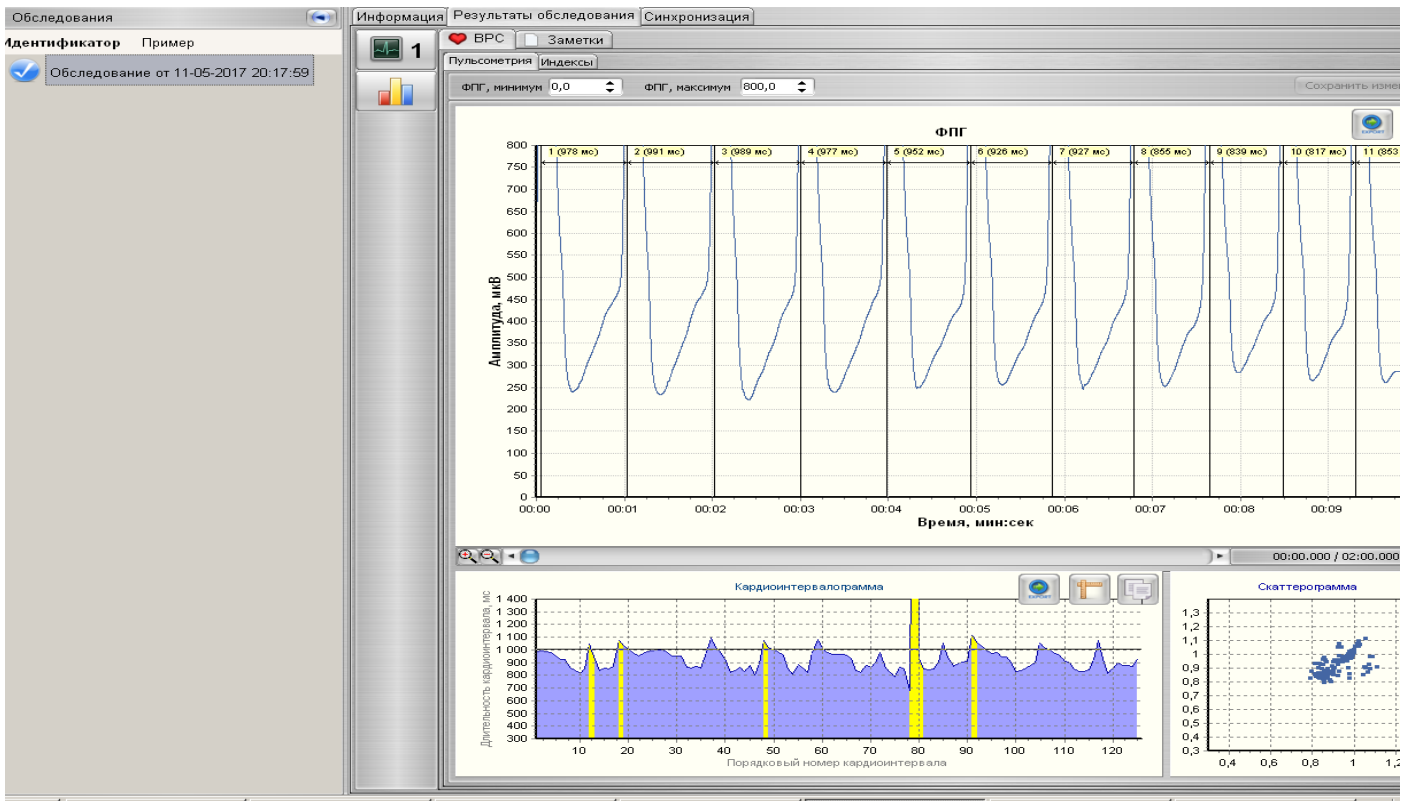 Обследования
Информация Результаты обследования Синхронизация
Идентификатор Пример
Обследование от 11-05-2017 20:17:59
1
ВРС Заметки
Пульсометрия Индексы
ФПГ, минимум 0,0 ФПГ, максимум 800,0 Сохранить измен
ФПГ
EXPORT
1 (978 мс) 2 (991 мс) 3 (989 мс) 4 (977 мс) 5 (952 мс) 6 (926 мс) 7 (927 мс) 8 (855 мс) 9 (839 мс) 10 (817 мс) 11 (853
800
750
700
650
600
550
500
450
400
350
300
250
200
150
100
50
0
Амплитуда, мкВ
00:00 00:01 00:02 00:03 00:04 00:05 00:06 00:07 00:08 00:09
Время, мин:сек
00:00.000 / 02:00.000
Кардиоинтервалограмма
EXPORT
Длительность кардиоинтервала, мс
1 400
1 300
1 200
1 100
1 000
900
800
700
600
500
400
300
10 20 30 40 50 60 70 80 90 100 110 120
Порядковый номер кардиоинтервала
Скаттерограмма
1,3
1,2
1,1
1
0,9
0,8
0,7
0,6
0,5
0,4
0,3
0,4 0,6 0,8 1 1,2